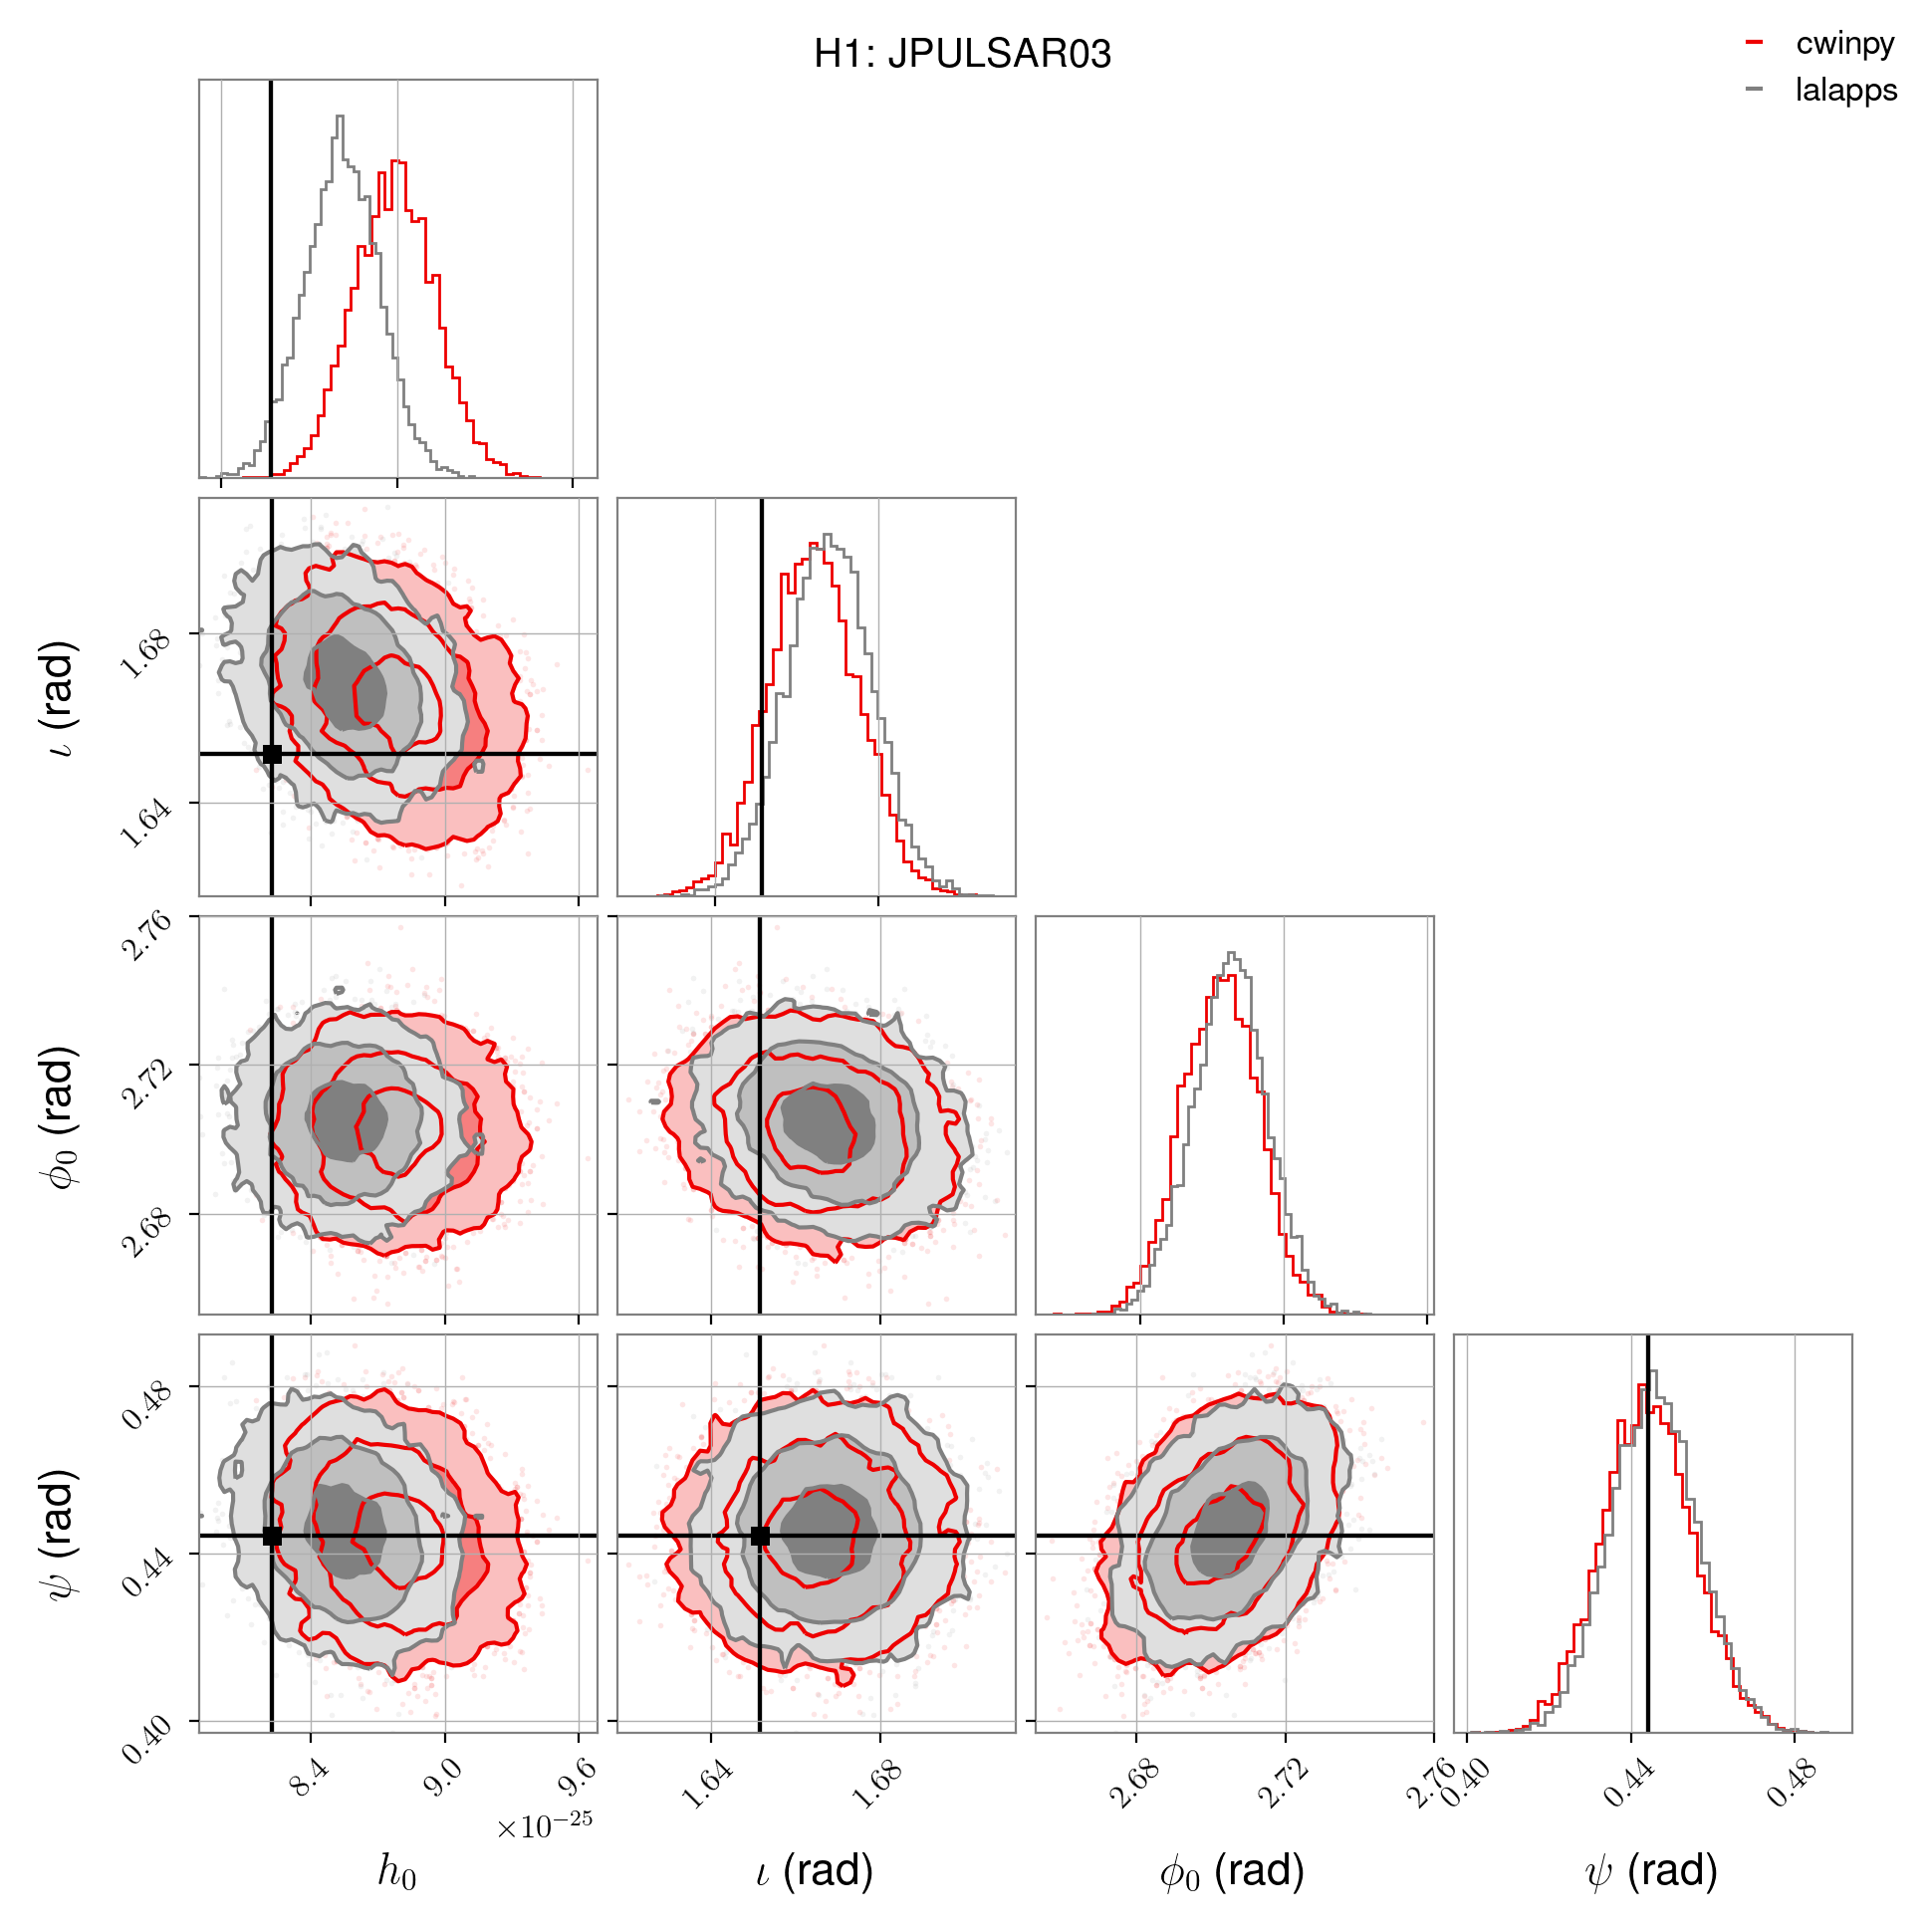 H1: JPULSAR03
cwinpy
lalapps
ι (rad)
1.68
1.64
ϕ₀ (rad)
2.76
2.72
2.68
ψ (rad)
0.48
0.44
0.40
8.4 9.0 9.6
×10⁻²⁵
1.64 1.68
2.68 2.72 2.76
0.40 0.44 0.48
h₀ ι (rad) ϕ₀ (rad) ψ (rad)